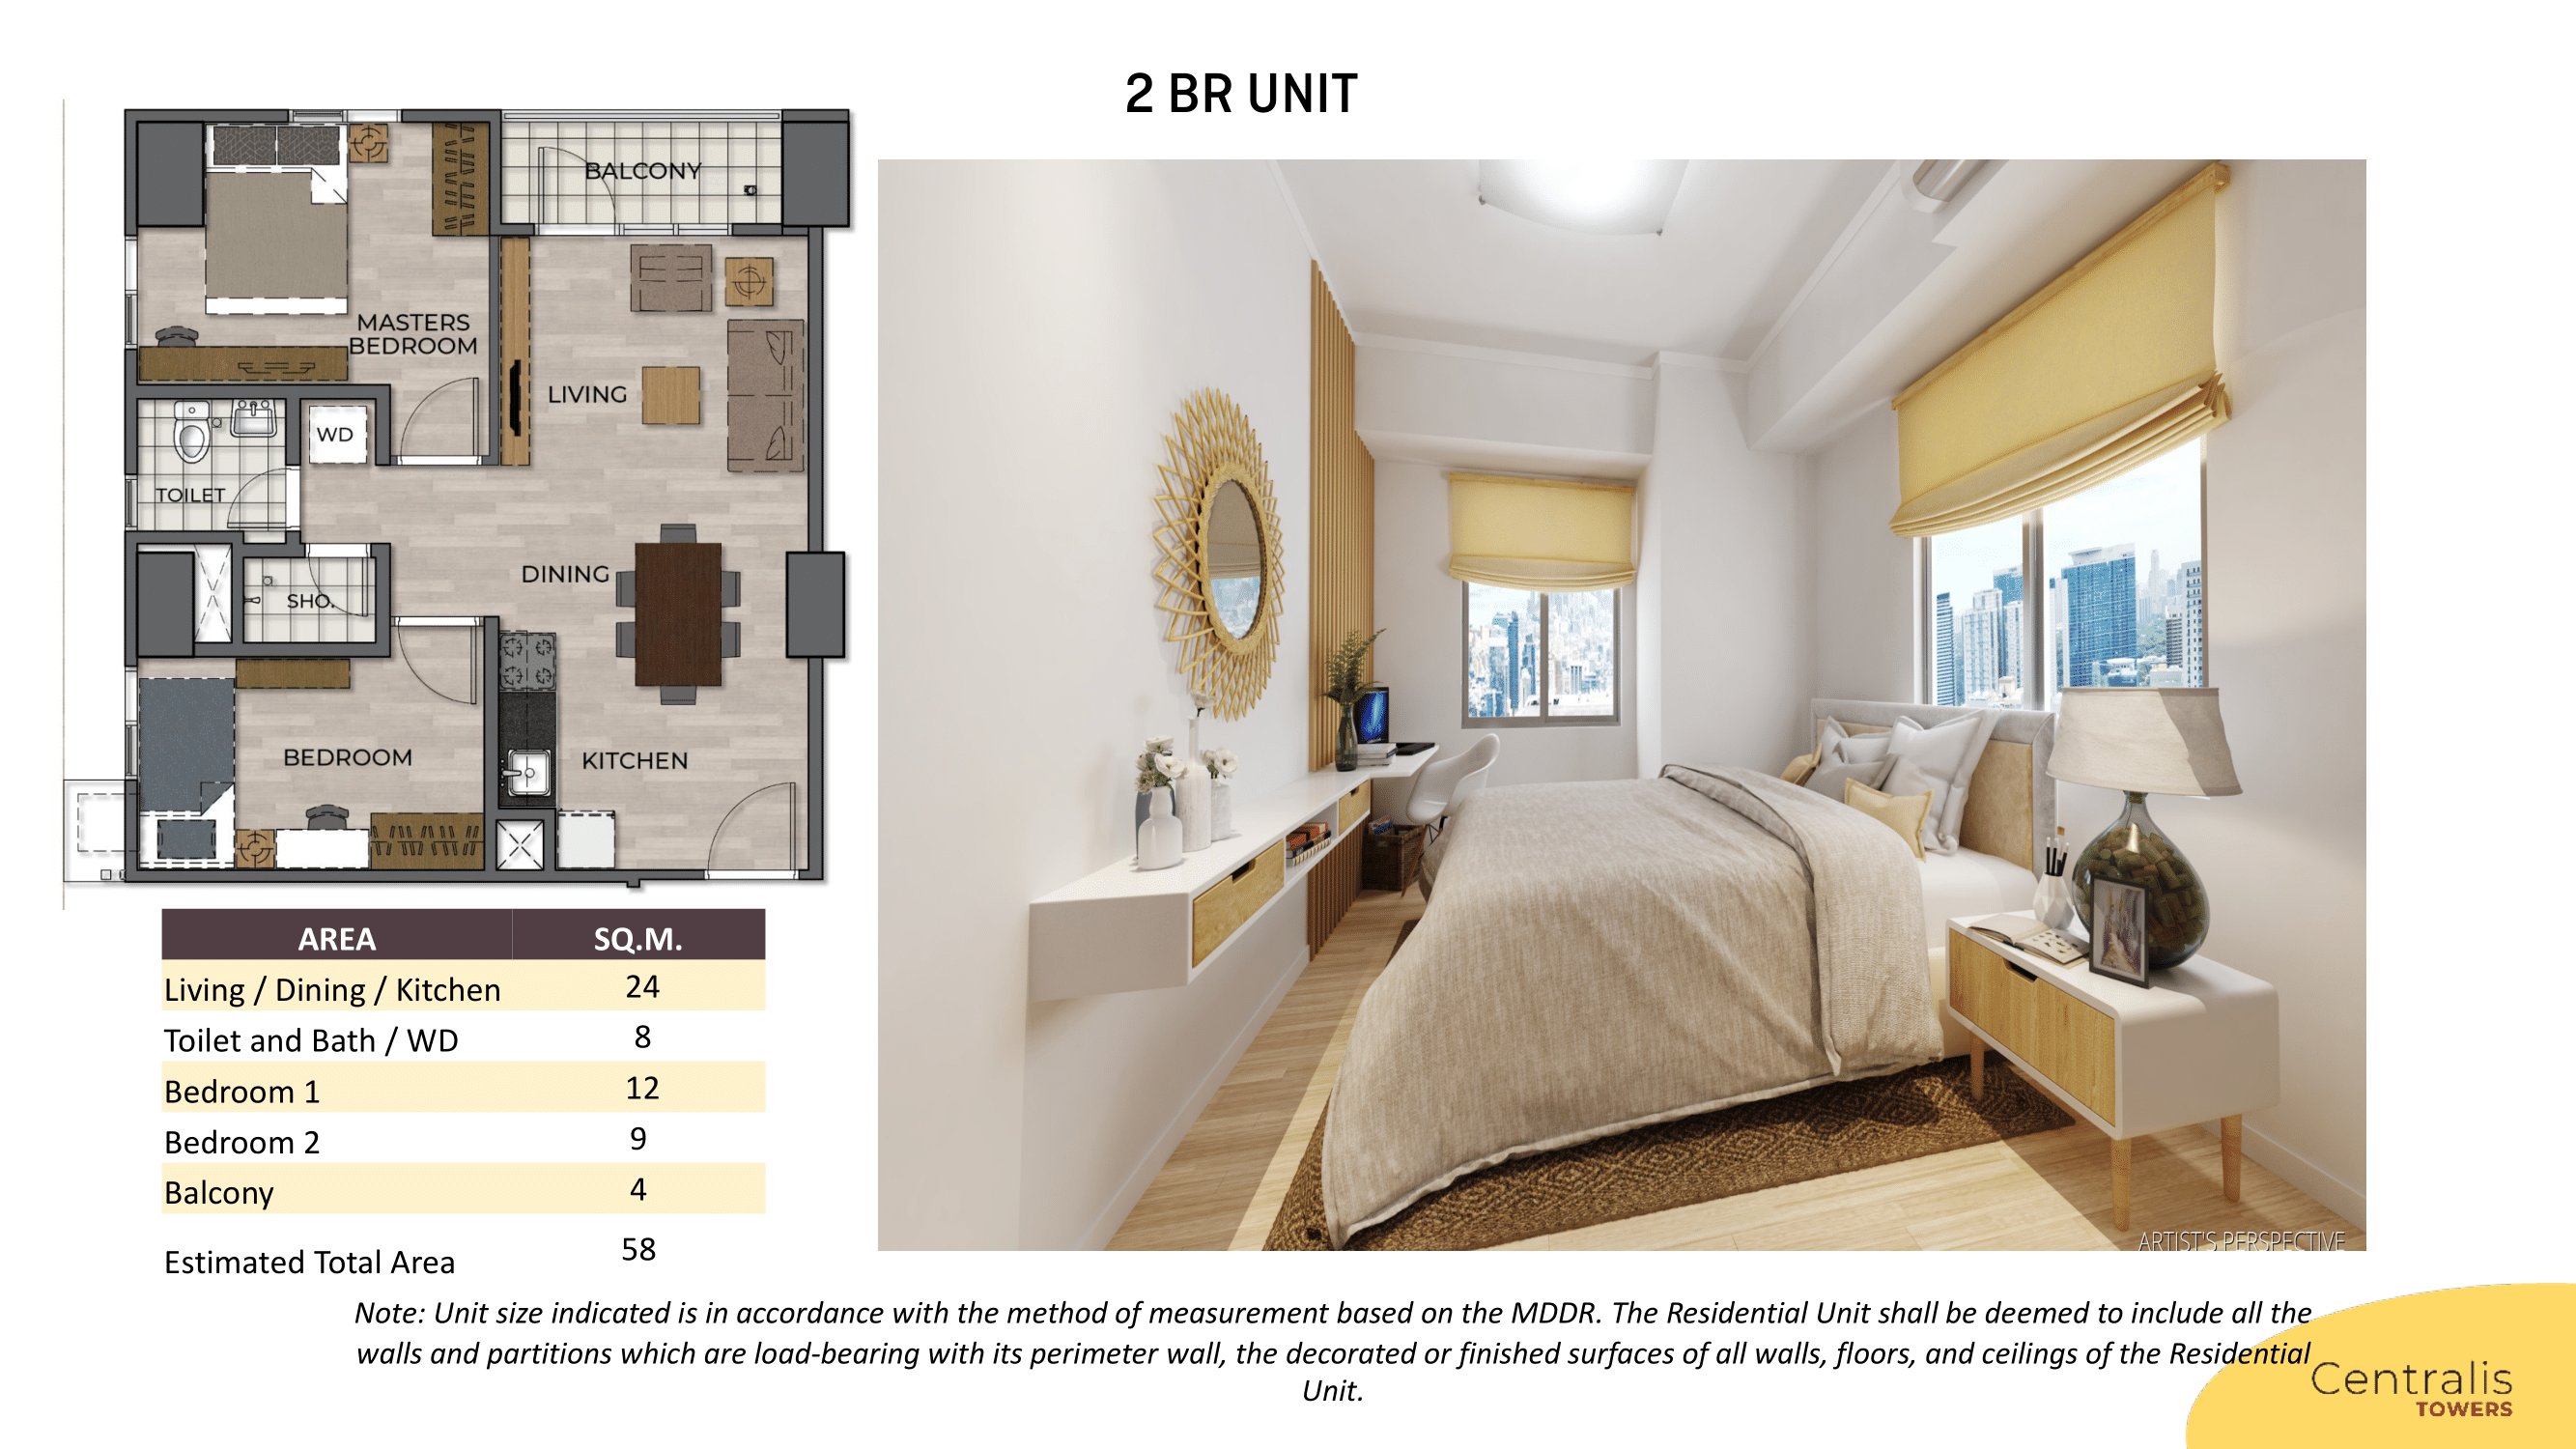 2 BR UNIT
BALCONY
MASTERS
BEDROOM
LIVING
WD
TOILET
DINING
SHO.
BEDROOM
KITCHEN
AREA SQ.M.
Living / Dining / Kitchen 24
Toilet and Bath / WD 8
Bedroom 1 12
Bedroom 2 9
Balcony 4
Estimated Total Area 58
ARTIST'S PERSPECTIVE
Note: Unit size indicated is in accordance with the method of measurement based on the MDDR. The Residential Unit shall be deemed to include all the
walls and partitions which are load-bearing with its perimeter wall, the decorated or finished surfaces of all walls, floors, and ceilings of the Residential
Unit.
Centralis
TOWERS